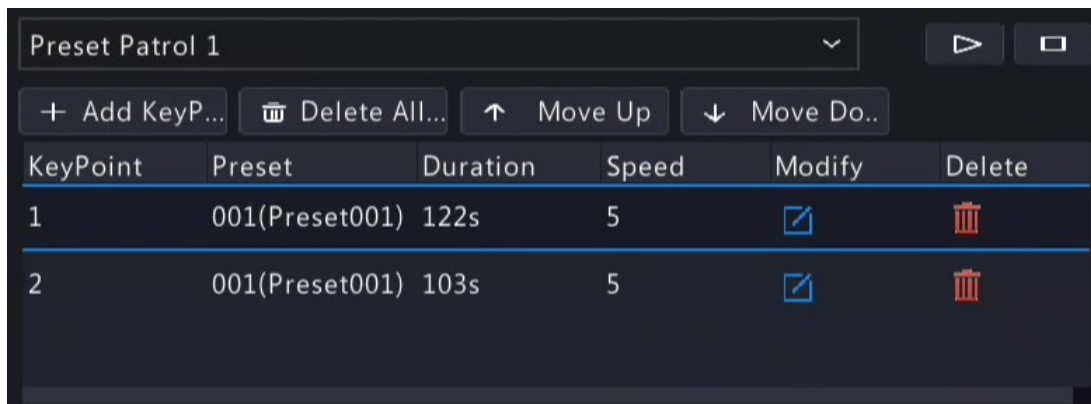 Preset Patrol 1
+ Add KeyP... Delete All... ↑ Move Up ↓ Move Do..
KeyPoint Preset Duration Speed Modify Delete
1 001(Preset001) 122s 5
2 001(Preset001) 103s 5